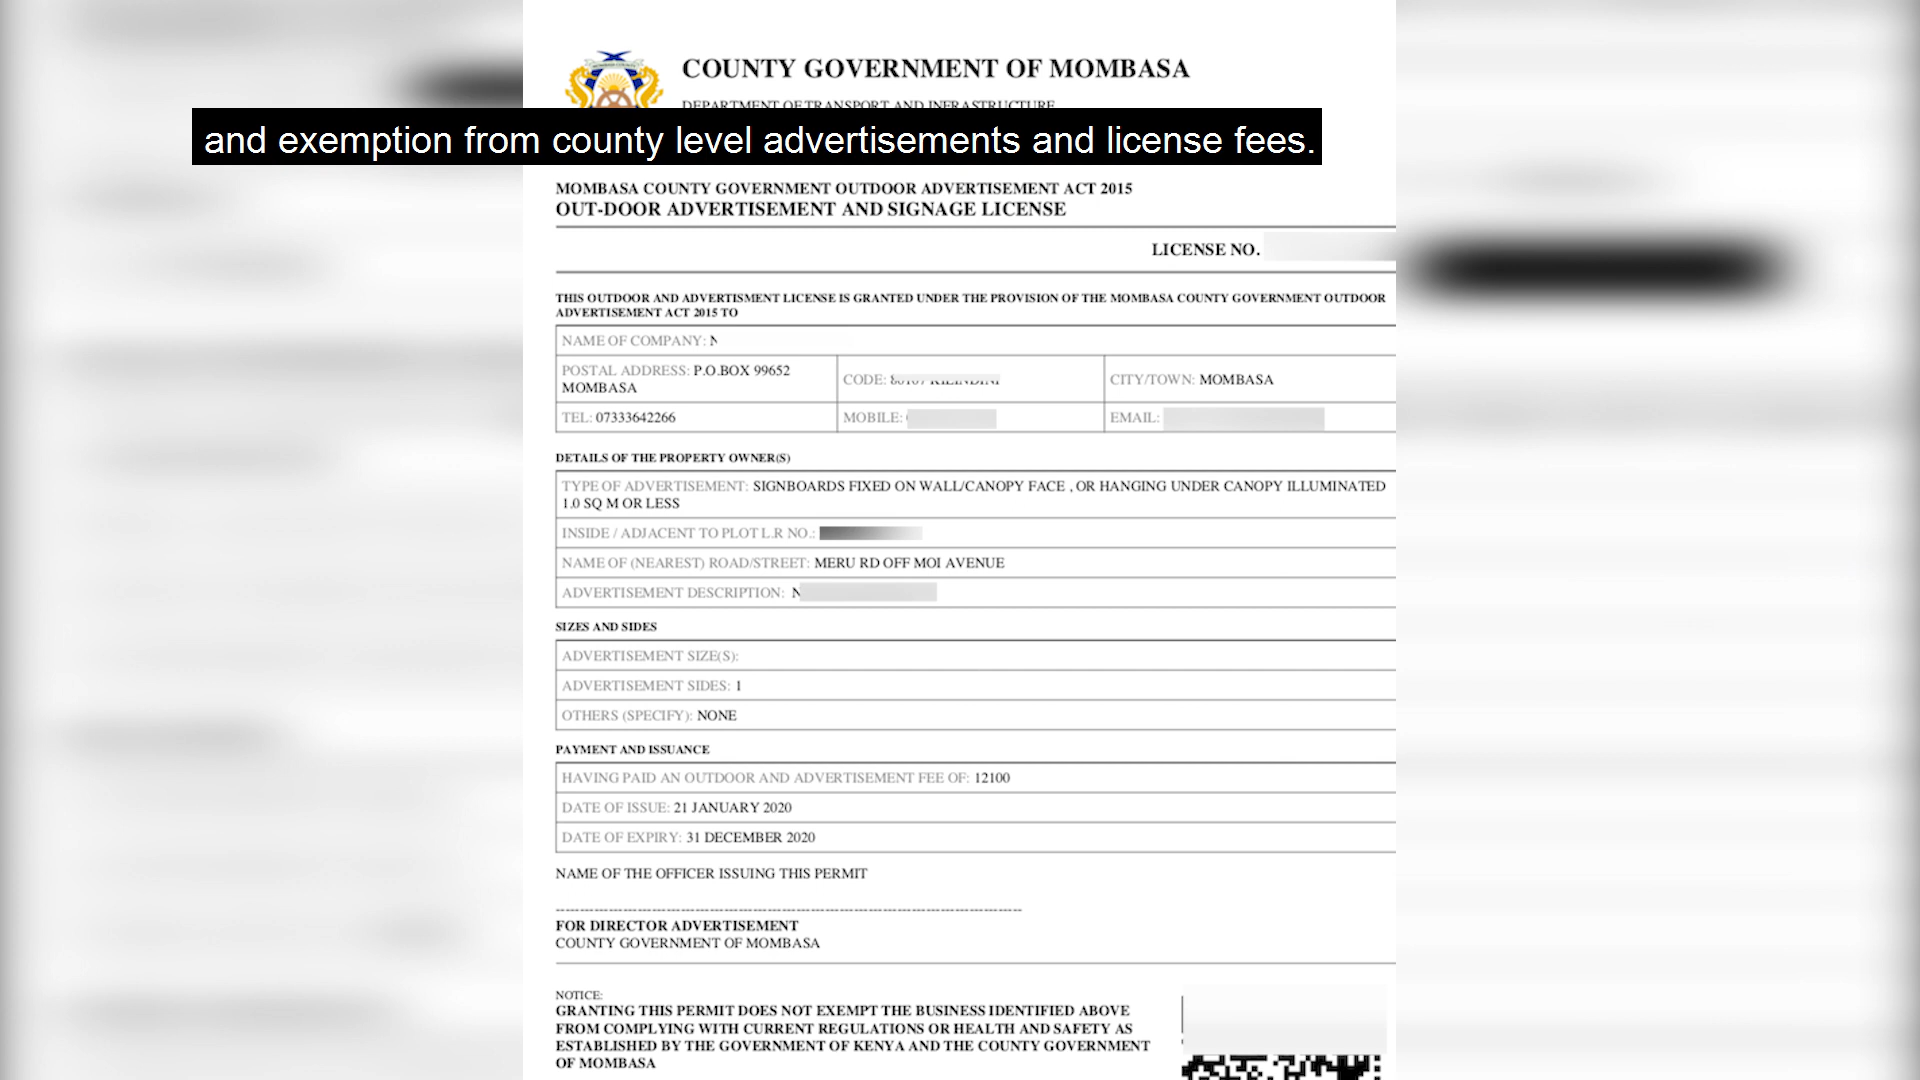 COUNTY GOVERNMENT OF MOMBASA
DEPARTMENT OF TRANSPORT AND INFRASTRUCTURE
and exemption from county level advertisements and license fees.
MOMBASA COUNTY GOVERNMENT OUTDOOR ADVERTISEMENT ACT 2015
OUT-DOOR ADVERTISEMENT AND SIGNAGE LICENSE
LICENSE NO.
THIS OUTDOOR AND ADVERTISMENT LICENSE IS GRANTED UNDER THE PROVISION OF THE MOMBASA COUNTY GOVERNMENT OUTDOOR
ADVERTISEMENT ACT 2015 TO
NAME OF COMPANY: N
POSTAL ADDRESS: P.O.BOX 99652
MOMBASA
CODE:
CITY/TOWN: MOMBASA
TEL: 07333642266
MOBILE:
EMAIL:
DETAILS OF THE PROPERTY OWNER(S)
TYPE OF ADVERTISEMENT: SIGNBOARDS FIXED ON WALL/CANOPY FACE , OR HANGING UNDER CANOPY ILLUMINATED
1.0 SQ M OR LESS
INSIDE / ADJACENT TO PLOT L.R NO.:
NAME OF (NEAREST) ROAD/STREET: MERU RD OFF MOI AVENUE
ADVERTISEMENT DESCRIPTION: N
SIZES AND SIDES
ADVERTISEMENT SIZE(S):
ADVERTISEMENT SIDES: 1
OTHERS (SPECIFY): NONE
PAYMENT AND ISSUANCE
HAVING PAID AN OUTDOOR AND ADVERTISEMENT FEE OF: 12100
DATE OF ISSUE: 21 JANUARY 2020
DATE OF EXPIRY: 31 DECEMBER 2020
NAME OF THE OFFICER ISSUING THIS PERMIT
FOR DIRECTOR ADVERTISEMENT
COUNTY GOVERNMENT OF MOMBASA
NOTICE:
GRANTING THIS PERMIT DOES NOT EXEMPT THE BUSINESS IDENTIFIED ABOVE
FROM COMPLYING WITH CURRENT REGULATIONS OR HEALTH AND SAFETY AS
ESTABLISHED BY THE GOVERNMENT OF KENYA AND THE COUNTY GOVERNMENT
OF MOMBASA